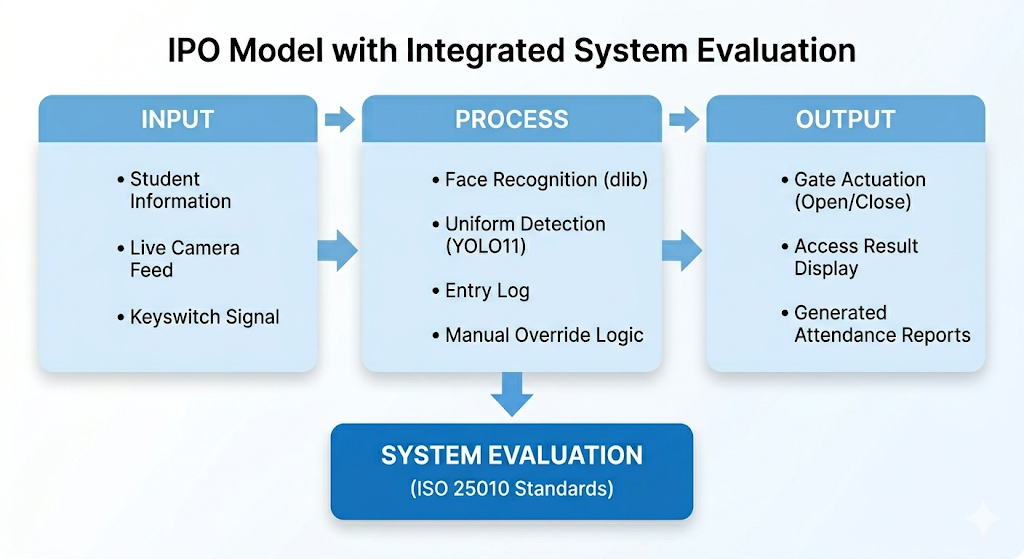 IPO Model with Integrated System Evaluation
INPUT
• Student
Information
• Live Camera
Feed
• Keyswitch Signal
PROCESS
• Face Recognition (dlib)
• Uniform Detection
(YOLO11)
• Entry Log
• Manual Override Logic
OUTPUT
• Gate Actuation
(Open/Close)
• Access Result
Display
• Generated
Attendance Reports
SYSTEM EVALUATION
(ISO 25010 Standards)